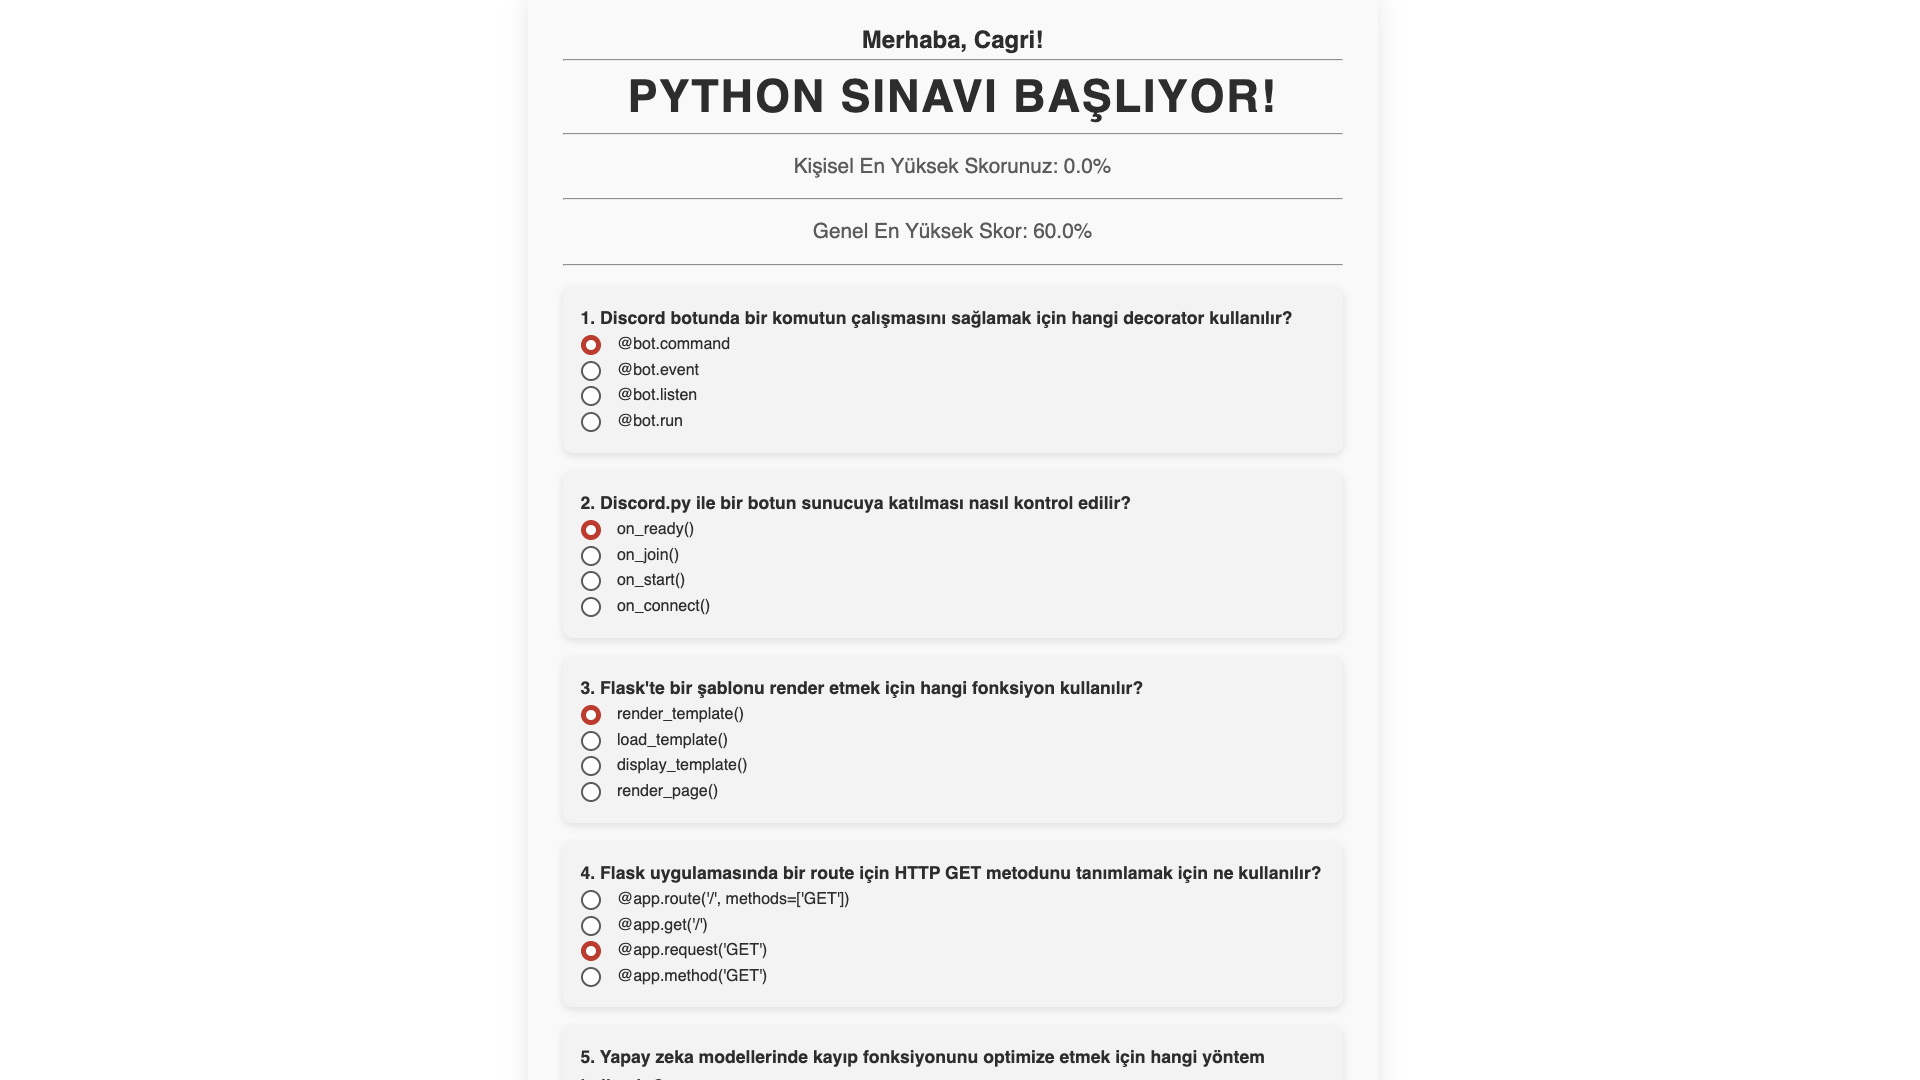 Merhaba, Cagri!
PYTHON SINAVI BAŞLIYOR!
Kişisel En Yüksek Skorunuz: 0.0%
Genel En Yüksek Skor: 60.0%
1. Discord botunda bir komutun çalışmasını sağlamak için hangi decorator kullanılır?
@bot.command
@bot.event
@bot.listen
@bot.run
2. Discord.py ile bir botun sunucuya katılması nasıl kontrol edilir?
on_ready()
on_join()
on_start()
on_connect()
3. Flask'te bir şablonu render etmek için hangi fonksiyon kullanılır?
render_template()
load_template()
display_template()
render_page()
4. Flask uygulamasında bir route için HTTP GET metodunu tanımlamak için ne kullanılır?
@app.route('/', methods=['GET'])
@app.get('/')
@app.request('GET')
@app.method('GET')
5. Yapay zeka modellerinde kayıp fonksiyonunu optimize etmek için hangi yöntem